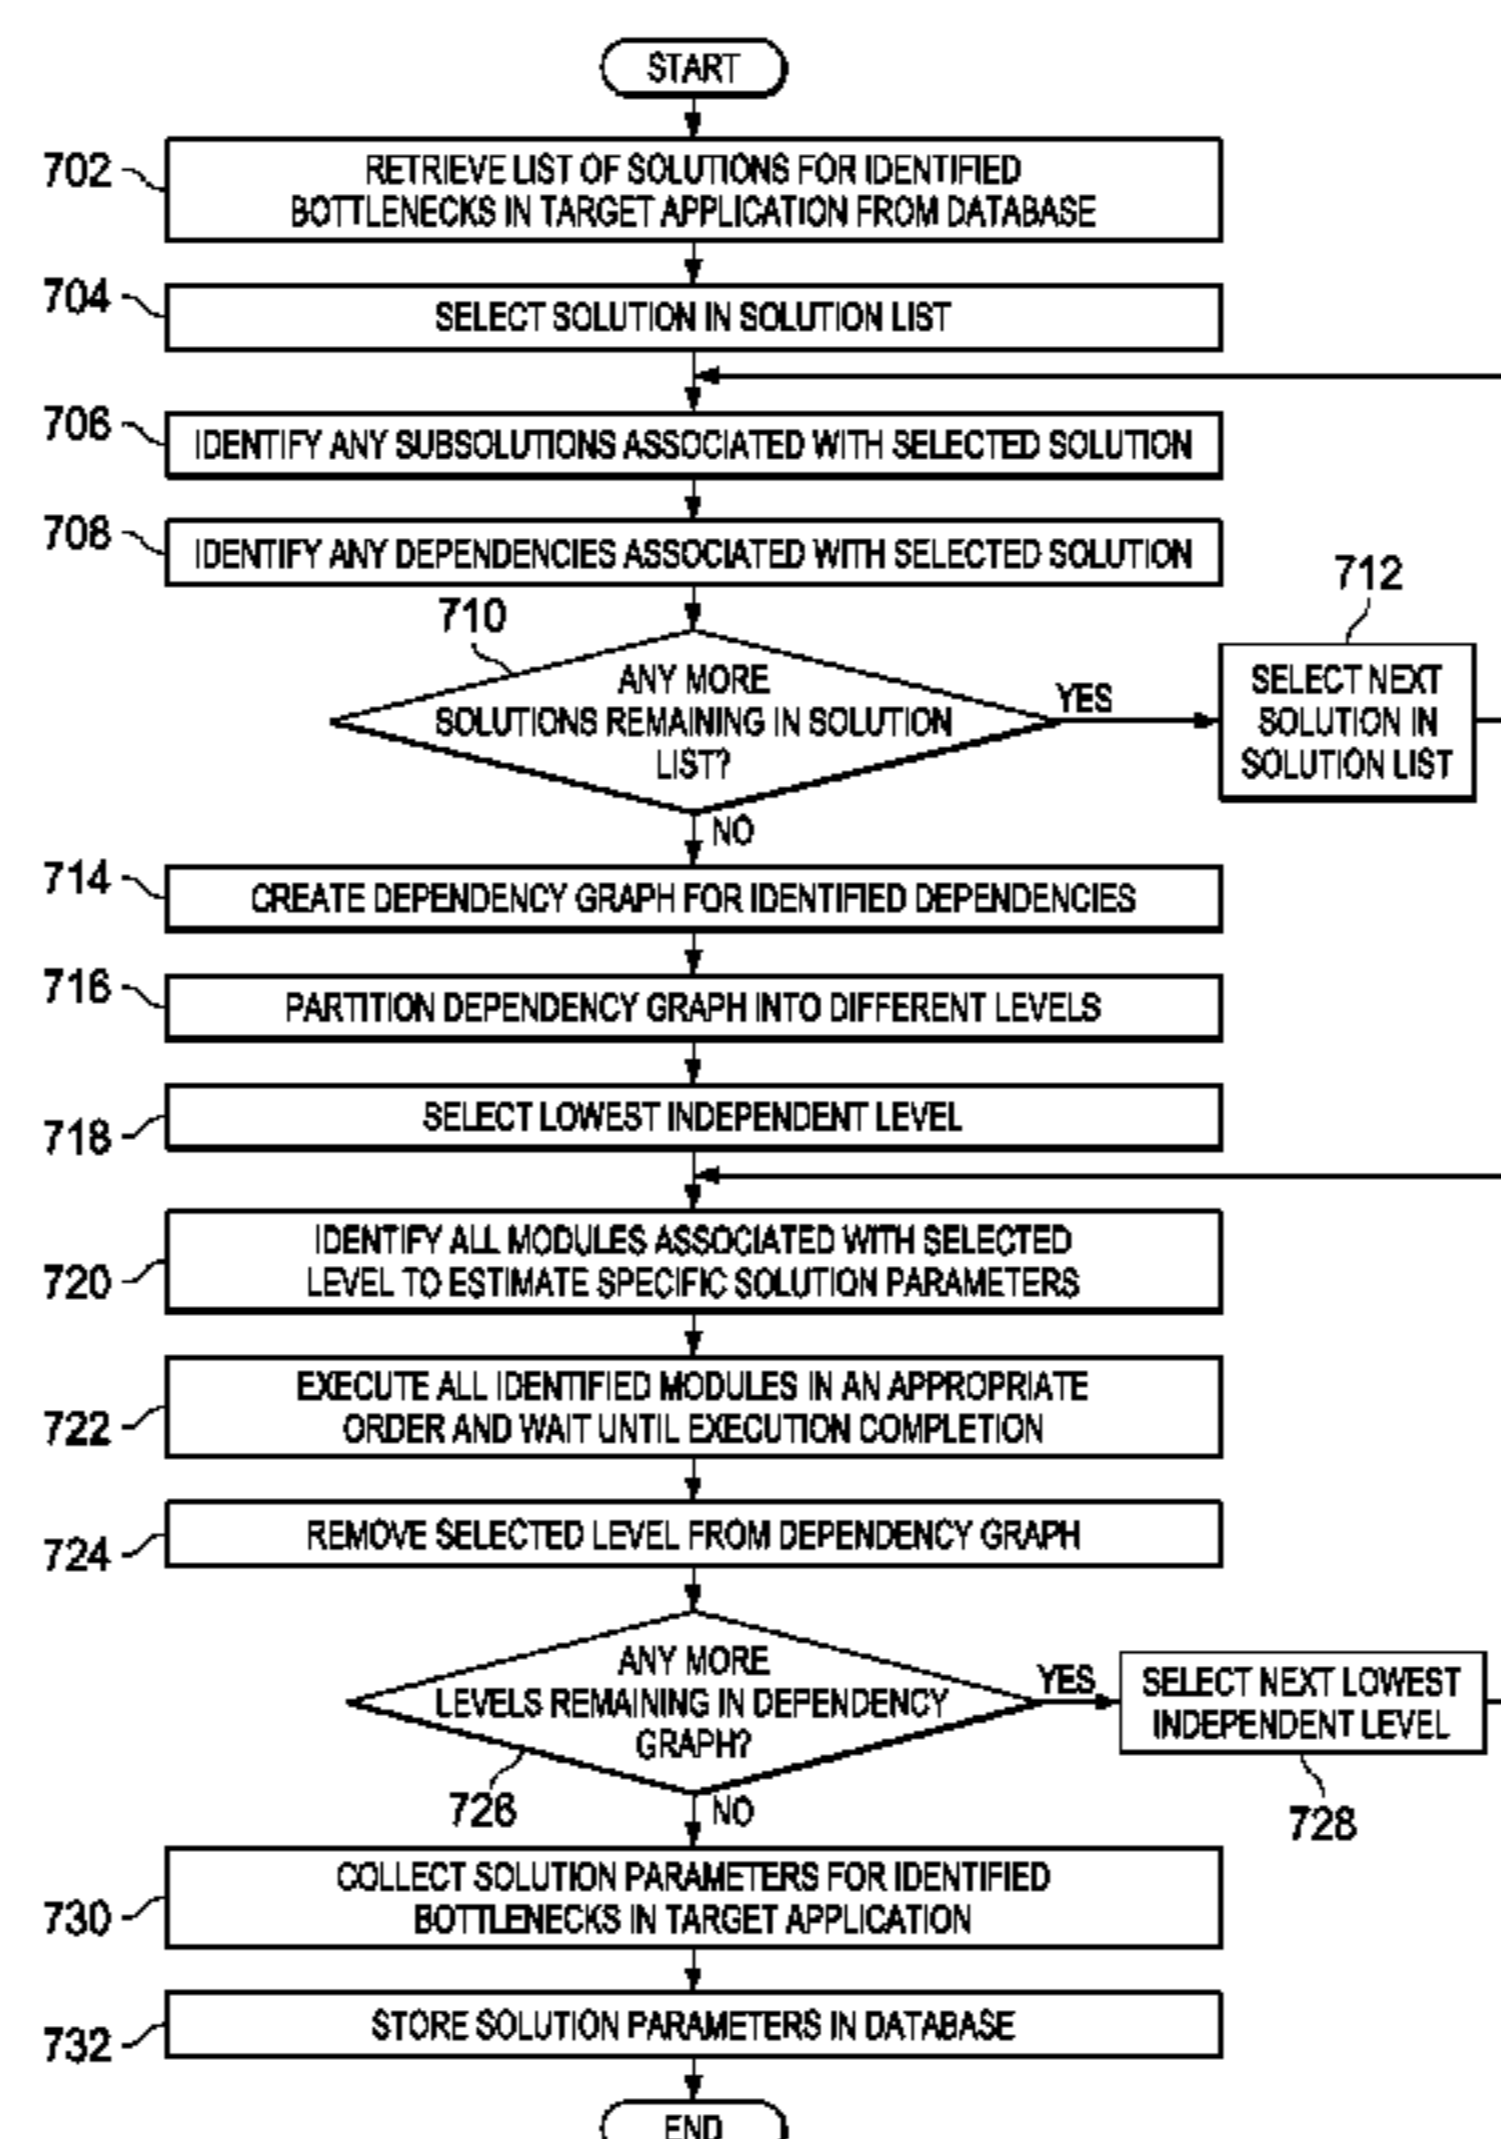 START
702
RETRIEVE LIST OF SOLUTIONS FOR IDENTIFIED
BOTTLENECKS IN TARGET APPLICATION FROM DATABASE
704
SELECT SOLUTION IN SOLUTION LIST
706
IDENTIFY ANY SUBSOLUTIONS ASSOCIATED WITH SELECTED SOLUTION
708
IDENTIFY ANY DEPENDENCIES ASSOCIATED WITH SELECTED SOLUTION
710
ANY MORE
SOLUTIONS REMAINING IN SOLUTION
LIST?
YES
712
SELECT NEXT
SOLUTION IN
SOLUTION LIST
NO
714
CREATE DEPENDENCY GRAPH FOR IDENTIFIED DEPENDENCIES
716
PARTITION DEPENDENCY GRAPH INTO DIFFERENT LEVELS
718
SELECT LOWEST INDEPENDENT LEVEL
720
IDENTIFY ALL MODULES ASSOCIATED WITH SELECTED
LEVEL TO ESTIMATE SPECIFIC SOLUTION PARAMETERS
722
EXECUTE ALL IDENTIFIED MODULES IN AN APPROPRIATE
ORDER AND WAIT UNTIL EXECUTION COMPLETION
724
REMOVE SELECTED LEVEL FROM DEPENDENCY GRAPH
ANY MORE
LEVELS REMAINING IN DEPENDENCY
GRAPH?
726
YES
SELECT NEXT LOWEST
INDEPENDENT LEVEL
728
NO
730
COLLECT SOLUTION PARAMETERS FOR IDENTIFIED
BOTTLENECKS IN TARGET APPLICATION
732
STORE SOLUTION PARAMETERS IN DATABASE
END